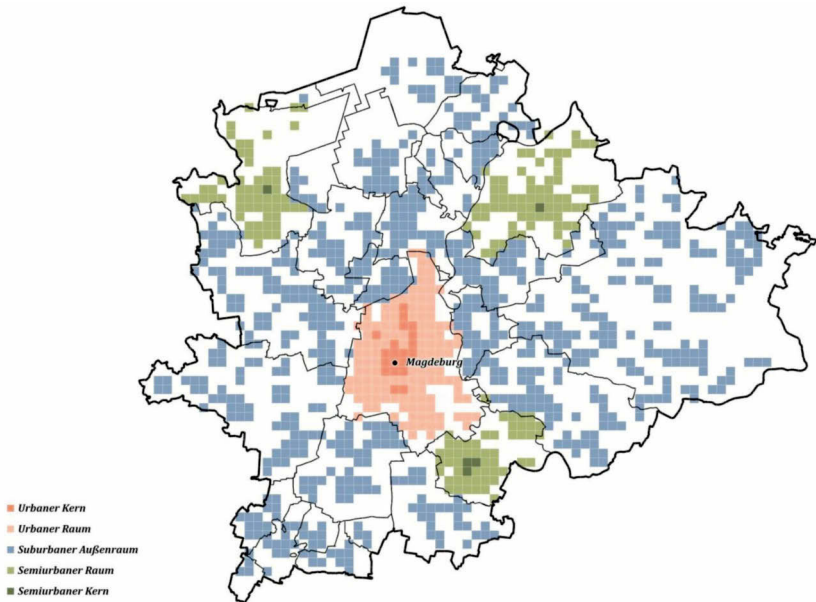 Magdeburg
Urbaner Kern
Urbaner Raum
Suburbaner Außenraum
Semiurbaner Raum
Semiurbaner Kern